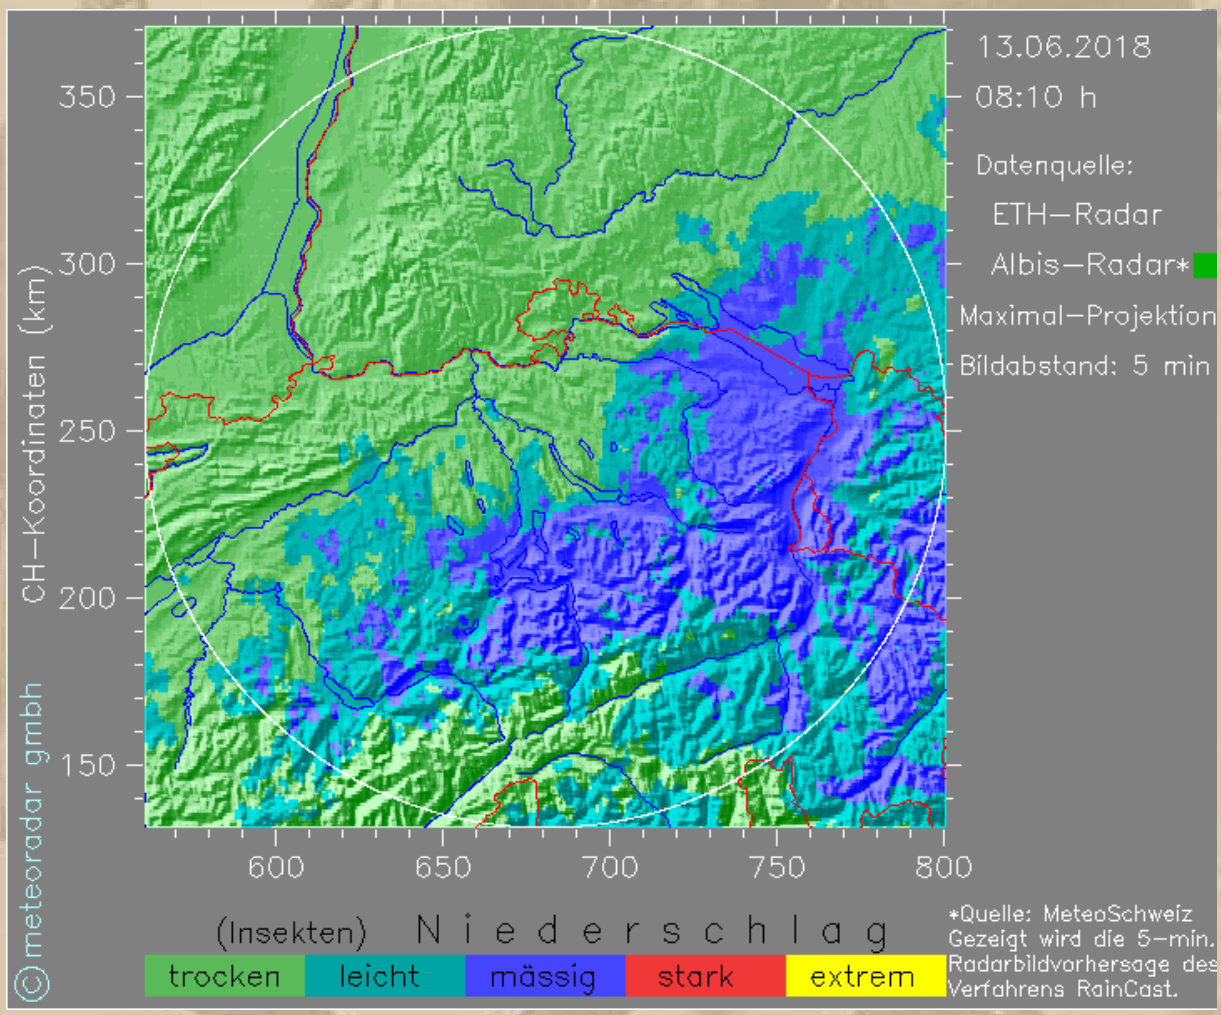 13.06.2018
08:10 h
Datenquelle:
ETH-Radar
Albis-Radar*
Maximal-Projektion
Bildabstand: 5 min
CH-Koordinaten (km)
350
300
250
200
150
600
650
700
750
800
© meteoradar gmbh
(Insekten) Niederschlag
trocken leicht mässig stark extrem
*Quelle: MeteoSchweiz
Gezeigt wird die 5-min.
Radarbildvorhersage des
Verfahrens RainCast.